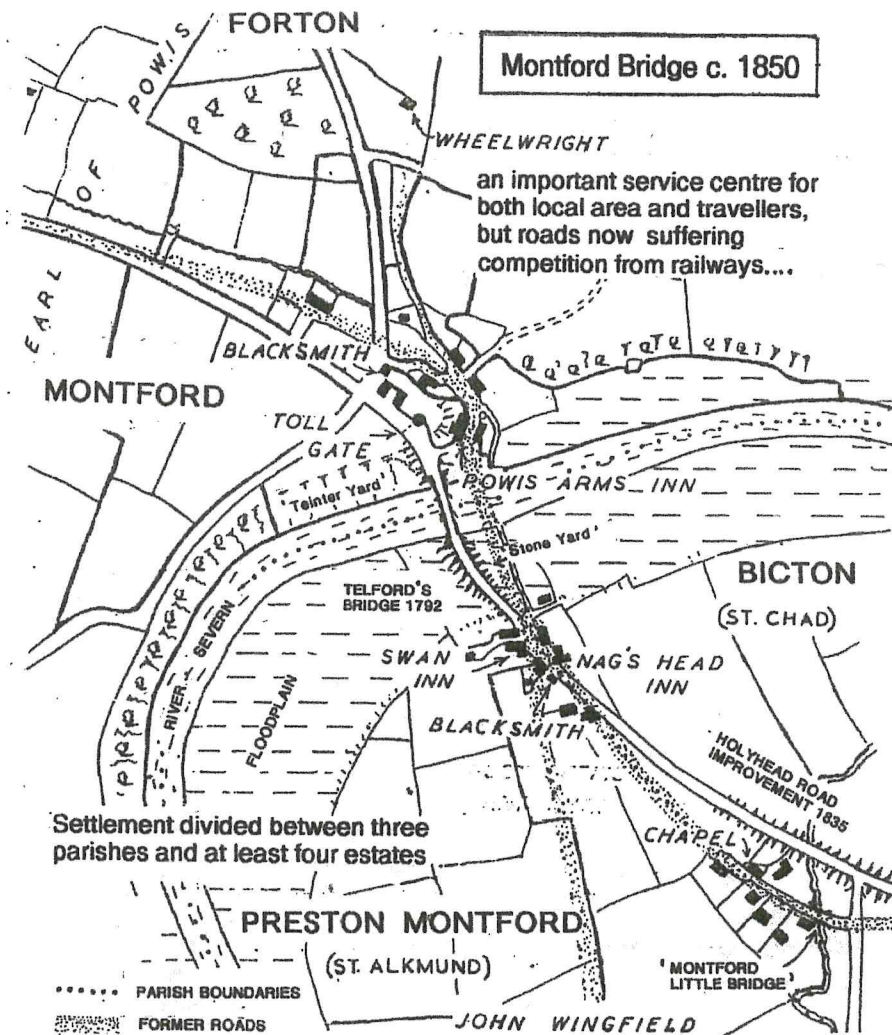 FORTON
Montford Bridge c. 1850
EARL OF POWIS
WHEELWRIGHT
an important service centre for
both local area and travellers,
but roads now suffering
competition from railways....
BLACKSMITH
MONTFORD
TOLL
GATE
'Teinter Yard'
POWIS ARMS INN
'Stone Yard'
BICTON
(ST. CHAD)
TELFORD'S
BRIDGE 1792
SWAN
INN
NAG'S HEAD
INN
BLACKSMITH
RIVER SEVERN
FLOODPLAIN
HOLYHEAD ROAD
IMPROVEMENT
1835
CHAPEL
Settlement divided between three
parishes and at least four estates
PRESTON MONTFORD
(ST. ALKMUND)
'MONTFORD
LITTLE BRIDGE'
PARISH BOUNDARIES
FORMER ROADS
JOHN WINGFIELD